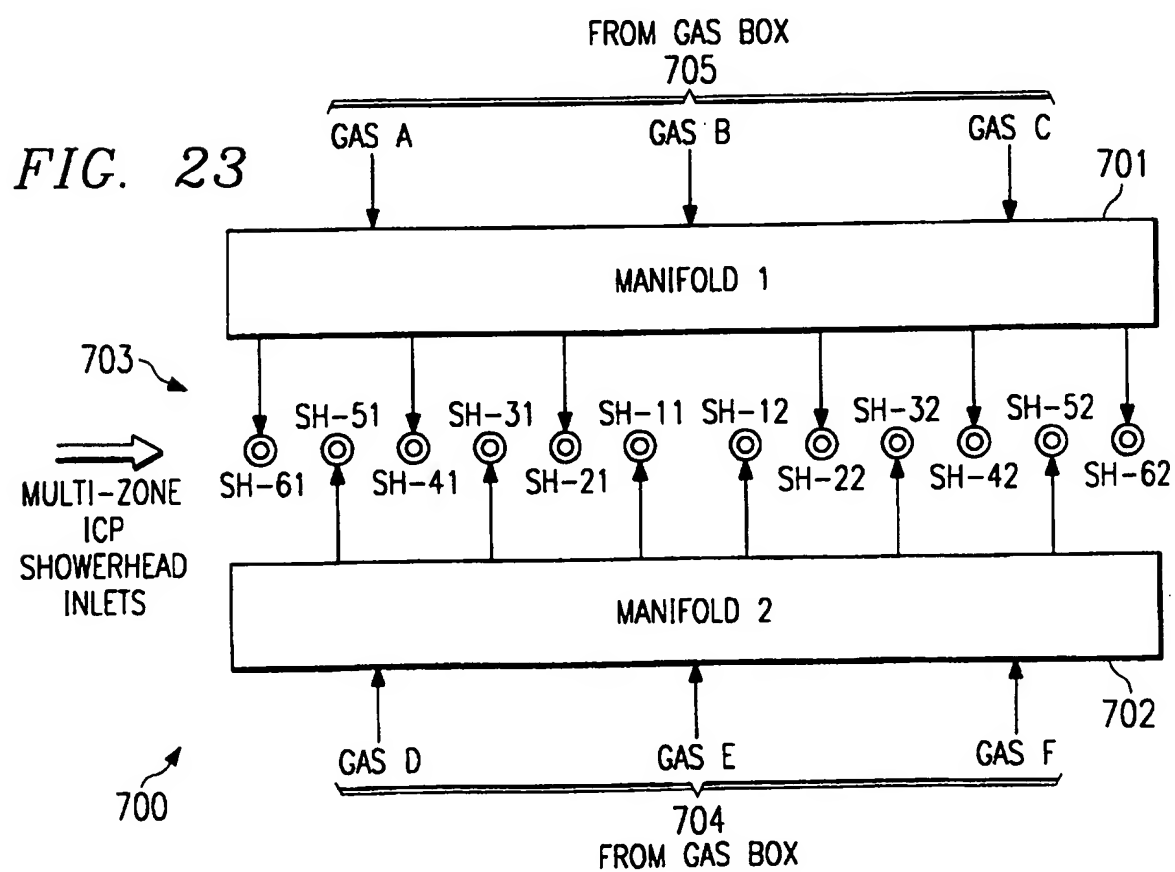 FROM GAS BOX
705
GAS A
GAS B
GAS C
FIG. 23
701
MANIFOLD 1
703
SH-51
SH-31
SH-11
SH-12
SH-32
SH-52
SH-61
SH-41
SH-21
SH-22
SH-42
SH-62
MULTI-ZONE
ICP
SHOWERHEAD
INLETS
MANIFOLD 2
702
GAS D
GAS E
GAS F
700
704
FROM GAS BOX